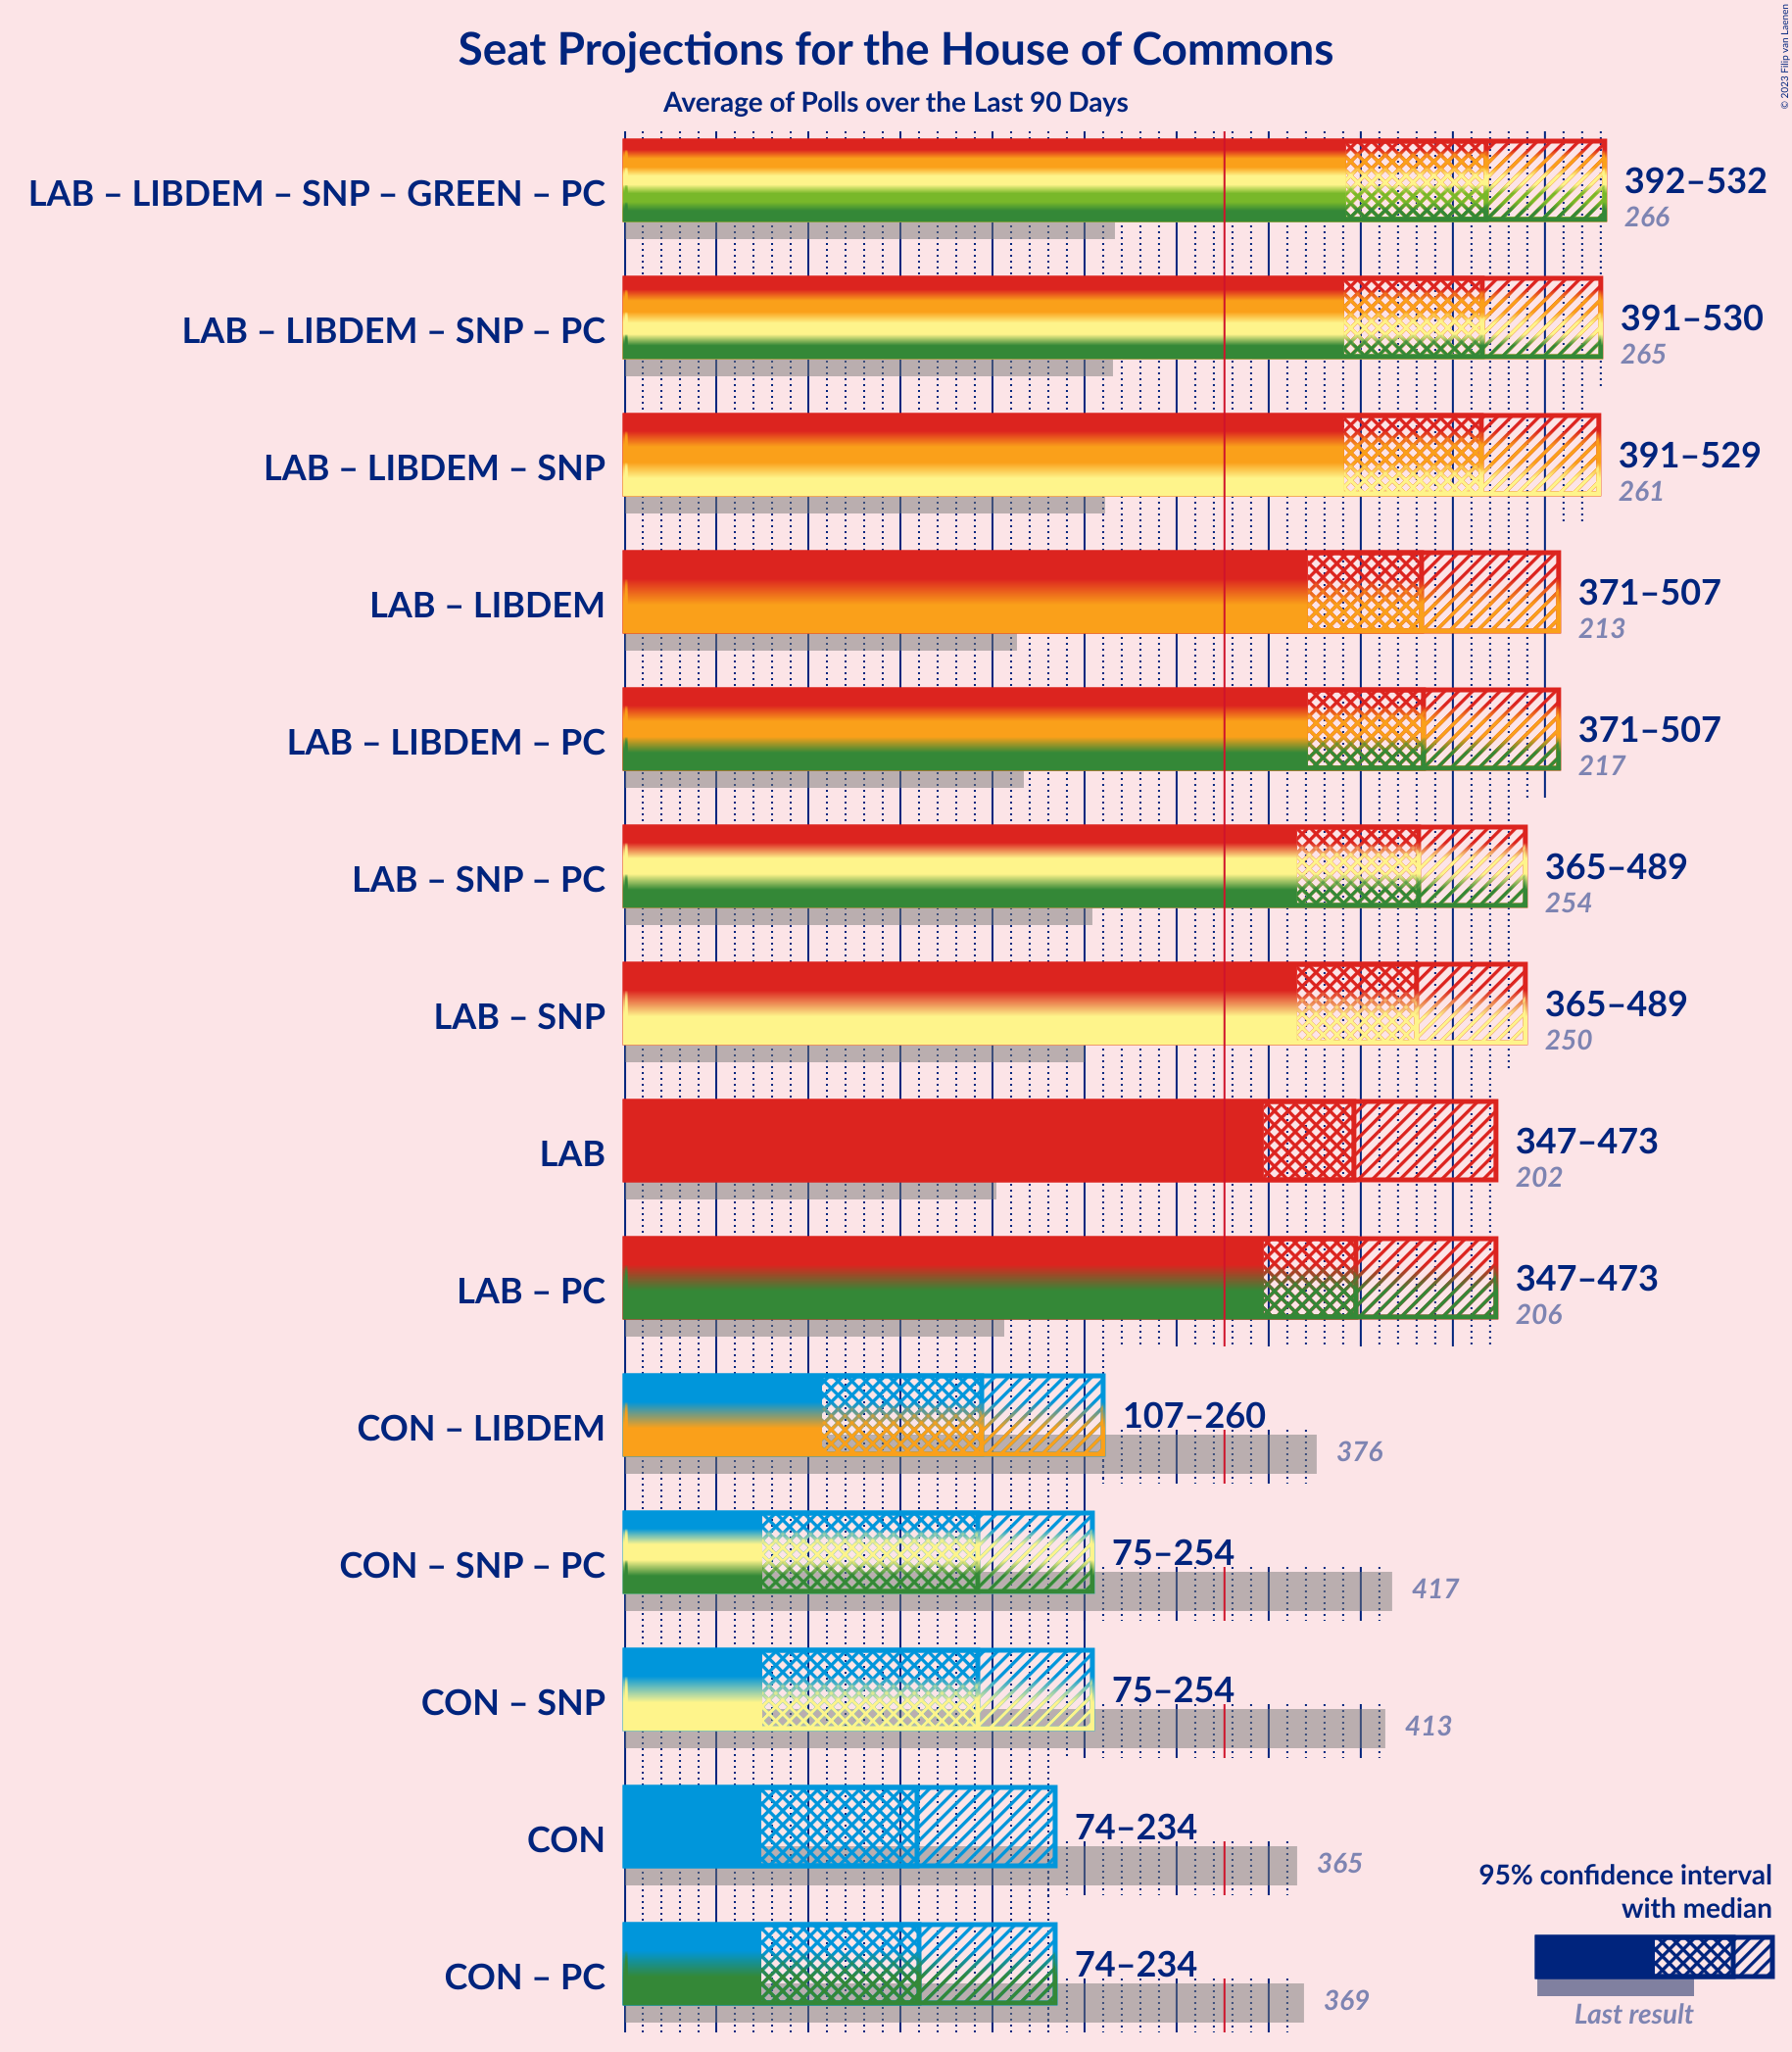 Seat Projections for the House of Commons
Average of Polls over the Last 90 Days
© 2023 Filip van Laenen
LAB – LIBDEM – SNP – GREEN – PC
392–532
266
LAB – LIBDEM – SNP – PC
391–530
265
LAB – LIBDEM – SNP
391–529
261
LAB – LIBDEM
371–507
213
LAB – LIBDEM – PC
371–507
217
LAB – SNP – PC
365–489
254
LAB – SNP
365–489
250
LAB
347–473
202
LAB – PC
347–473
206
CON – LIBDEM
107–260
376
CON – SNP – PC
75–254
417
CON – SNP
75–254
413
CON
74–234
365
CON – PC
74–234
369
95% confidence interval
with median
Last result